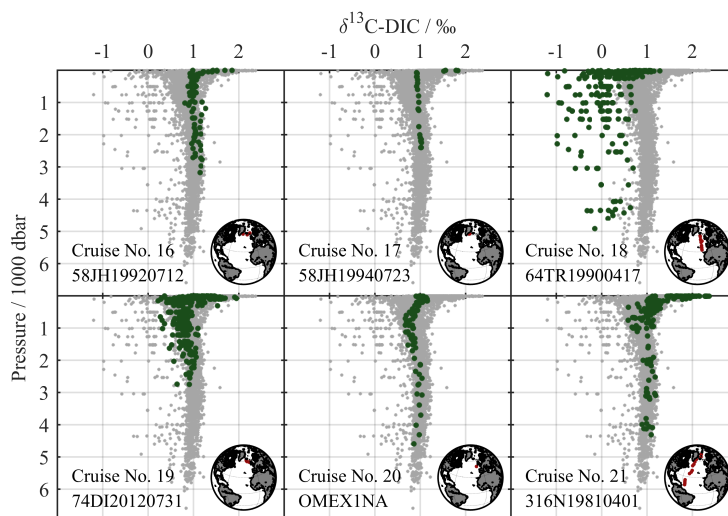 δ13C-DIC / ‰
-1 0 1 2 -1 0 1 2 -1 0 1 2
Pressure / 1000 dbar
1
2
3
4
5
6
Cruise No. 16
58JH19920712
Cruise No. 17
58JH19940723
Cruise No. 18
64TR19900417
1
2
3
4
5
6
Cruise No. 19
74DI20120731
Cruise No. 20
OMEX1NA
Cruise No. 21
316N19810401